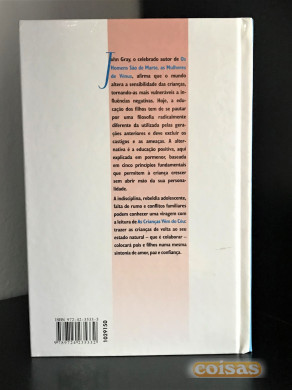 John Gray, o celebrado autor de Os
Homens São de Marte, as Mulheres
de Vénus, afirma que o mundo
altera a sensibilidade das crianças,
tornando-as mais vulneráveis a in-
fluências negativas. Hoje, a edu-
cação dos filhos tem de se pautar
por uma filosofia radicalmente
diferente da utilizada pelas gera-
ções anteriores e deve excluir os
castigos e as ameaças. A alter-
nativa é a educação positiva, aqui
explicada em pormenor, baseada
em cinco princípios fundamentais
que permitem à criança crescer
sem abrir mão da sua persona-
lidade.
A indisciplina, rebeldia adolescente,
falta de rumo e conflitos familiares
podem conhecer uma viragem com
a leitura de As Crianças Vêm do Céu:
trazer as crianças de volta ao seu
estado natural – que é colaborar –
colocará pais e filhos numa mesma
sintonia de amor, paz e confiança.
1029150
coisas